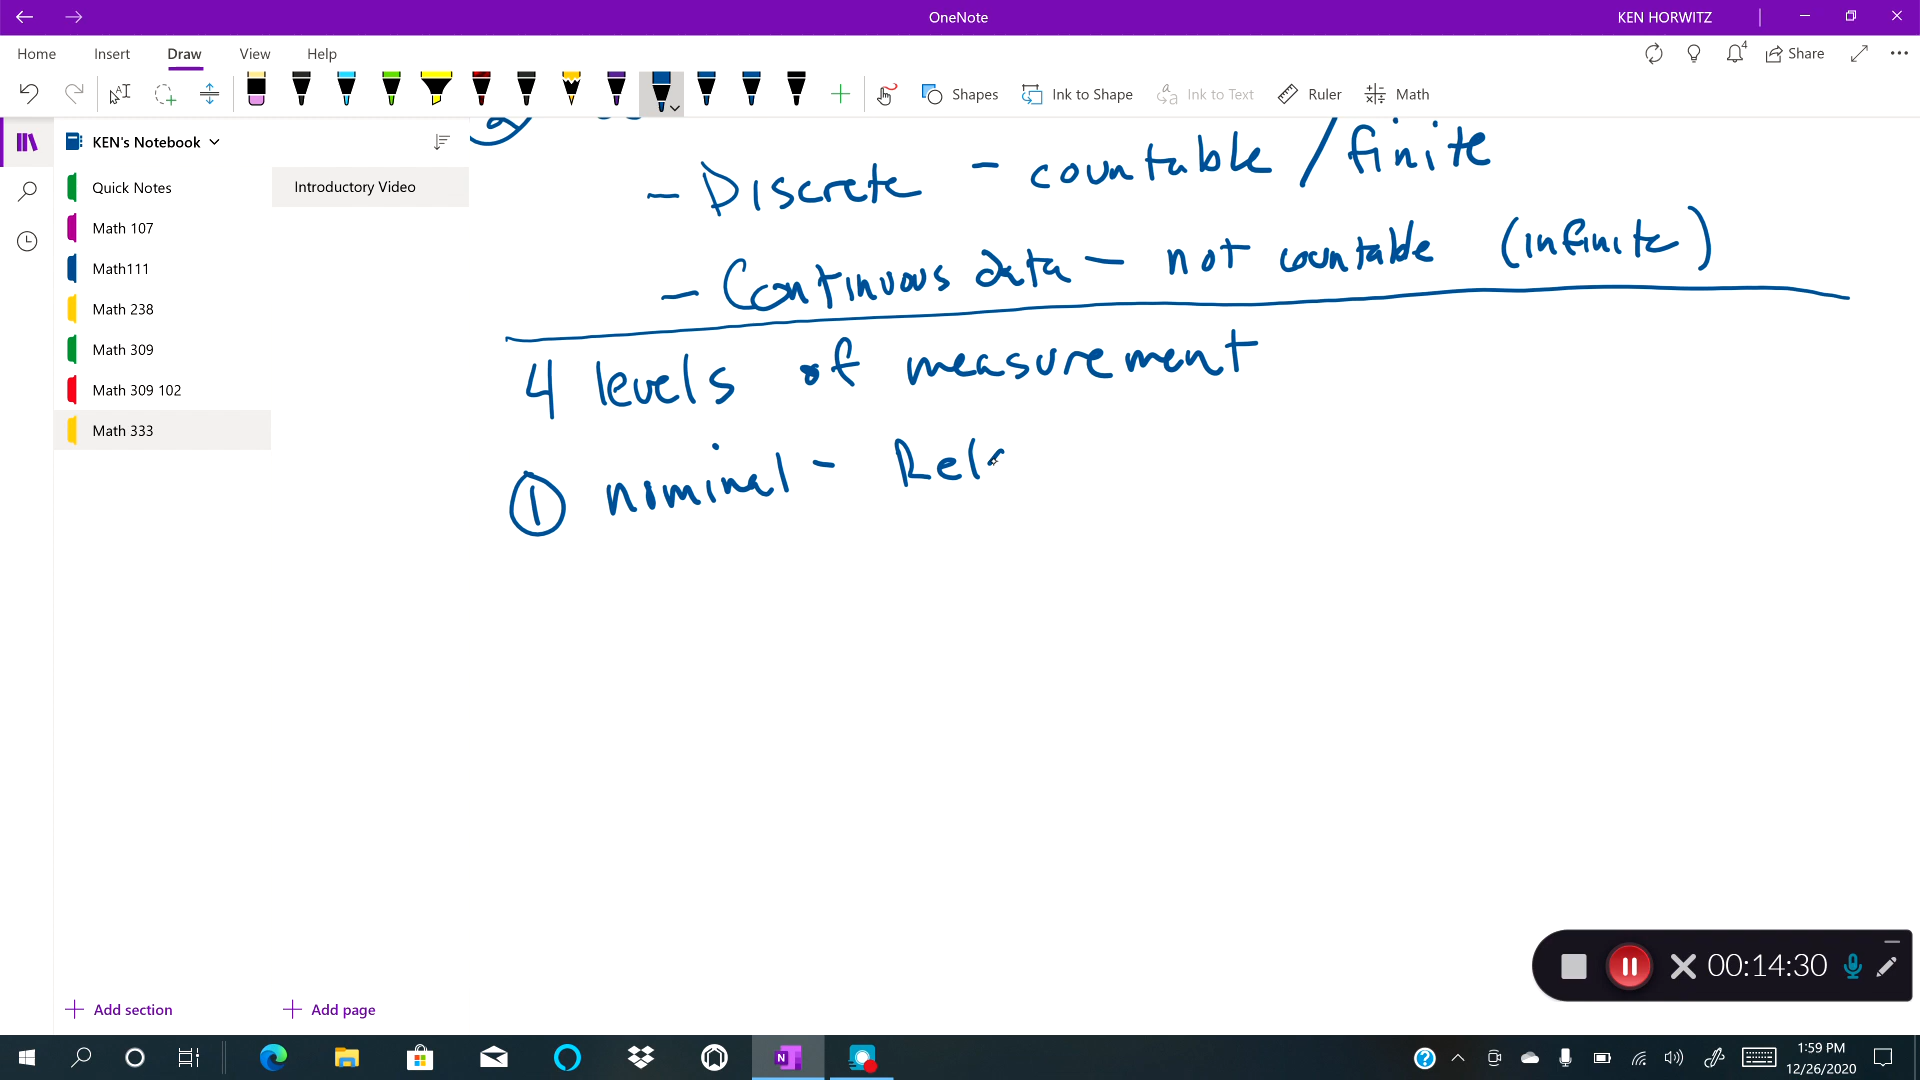 OneNote
KEN HORWITZ
Home Insert Draw View Help
4
Share
Shapes Ink to Shape Ink to Text Ruler Math
KEN's Notebook
Quick Notes
Introductory Video
Math 107
Math111
Math 238
Math 309
Math 309 102
Math 333
2
- Discrete - countable / finite
- Continuous data - not countable (infinite)
4 levels of measurement
1 nominal - Rel
00:14:30
Add section
Add page
1:59 PM
12/26/2020